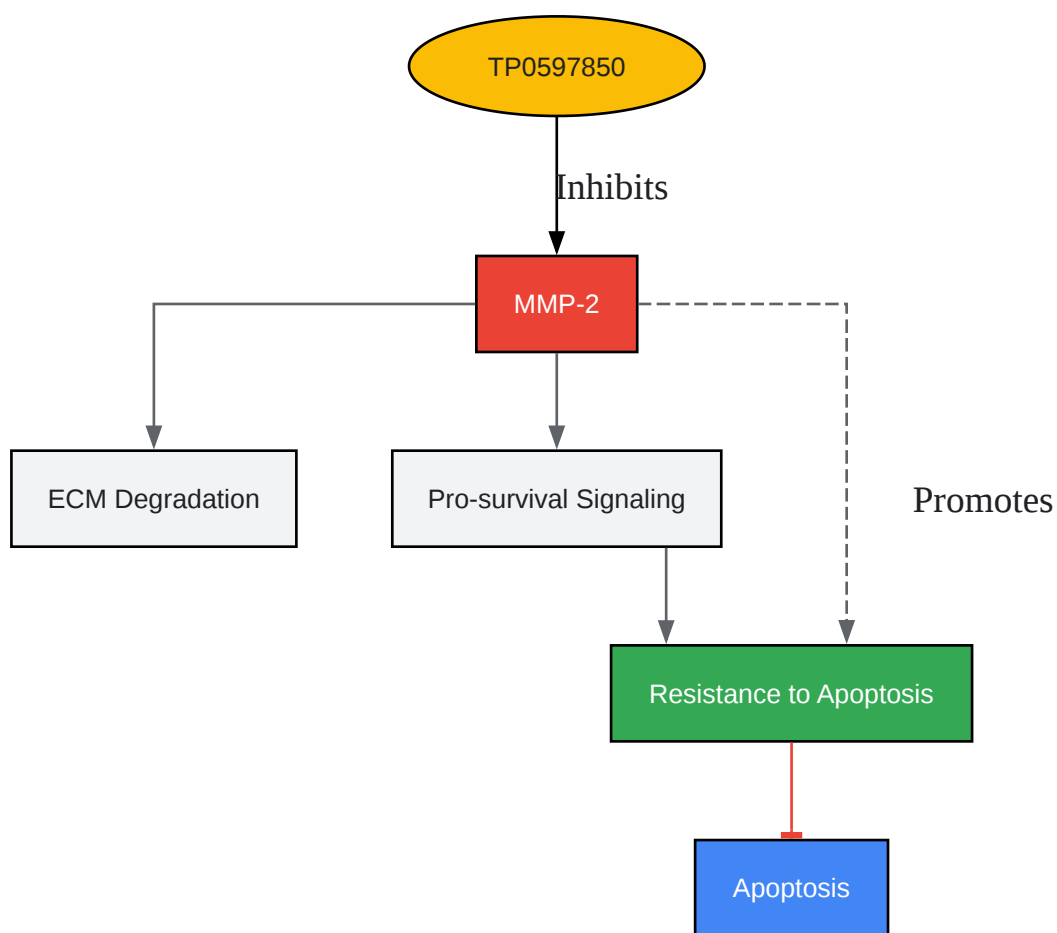 TP0597850
Inhibits
MMP-2
ECM Degradation
Pro-survival Signaling
Promotes
Resistance to Apoptosis
Apoptosis